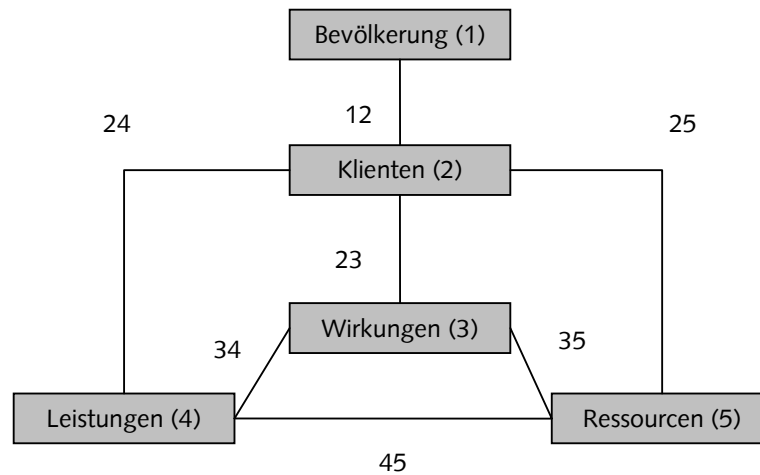 Bevölkerung (1)
24
12
25
Klienten (2)
23
Wirkungen (3)
34
35
Leistungen (4)
Ressourcen (5)
45